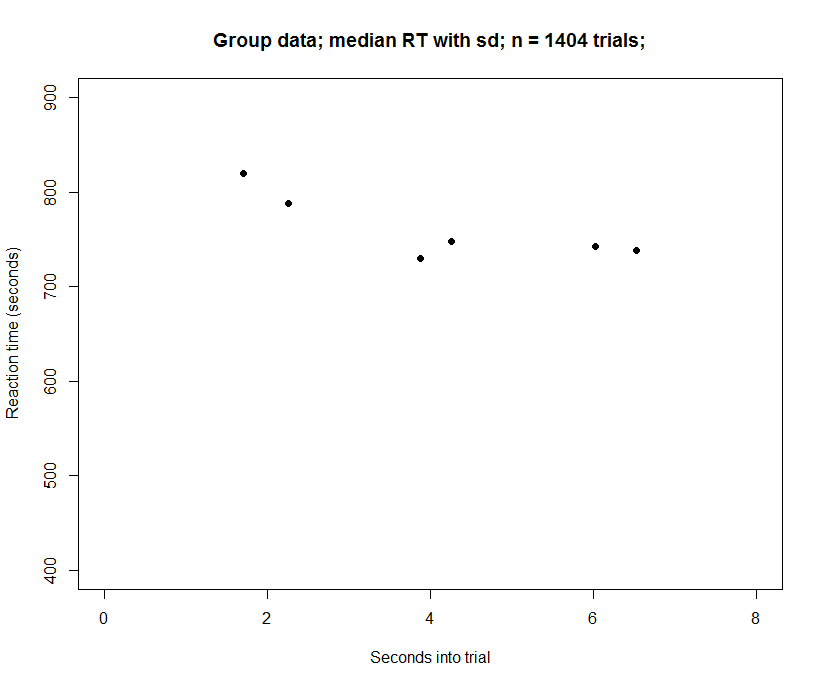 Group data; median RT with sd; n = 1404 trials;
900
800
700
600
500
400
Reaction time (seconds)
0 2 4 6 8
Seconds into trial